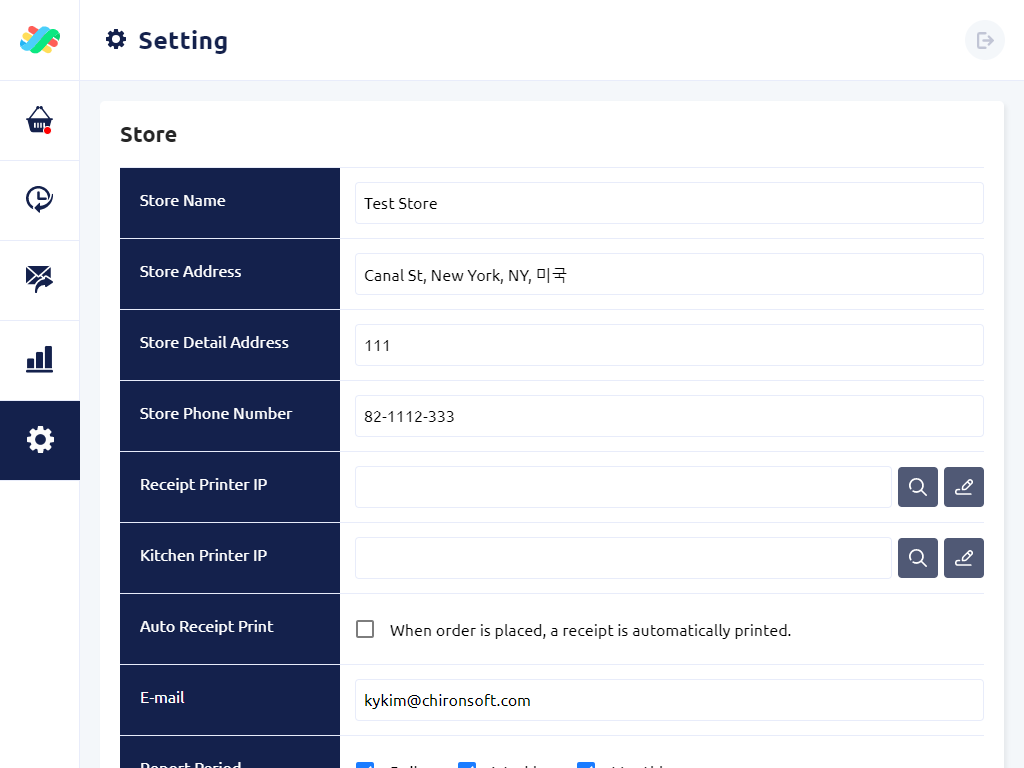 Setting
Store
Store Name
Test Store
Store Address
Canal St, New York, NY, 미국
Store Detail Address
111
Store Phone Number
82-1112-333
Receipt Printer IP
Kitchen Printer IP
Auto Receipt Print
When order is placed, a receipt is automatically printed.
E-mail
kykim@chironsoft.com
Report Period